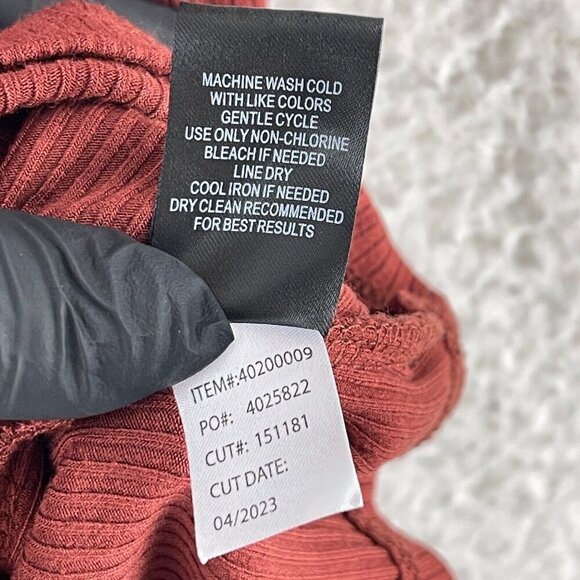 MACHINE WASH COLD
WITH LIKE COLORS
GENTLE CYCLE
USE ONLY NON-CHLORINE
BLEACH IF NEEDED
LINE DRY
COOL IRON IF NEEDED
DRY CLEAN RECOMMENDED
FOR BEST RESULTS
ITEM#:40200009
PO#: 4025822
CUT#: 151181
CUT DATE:
04/2023